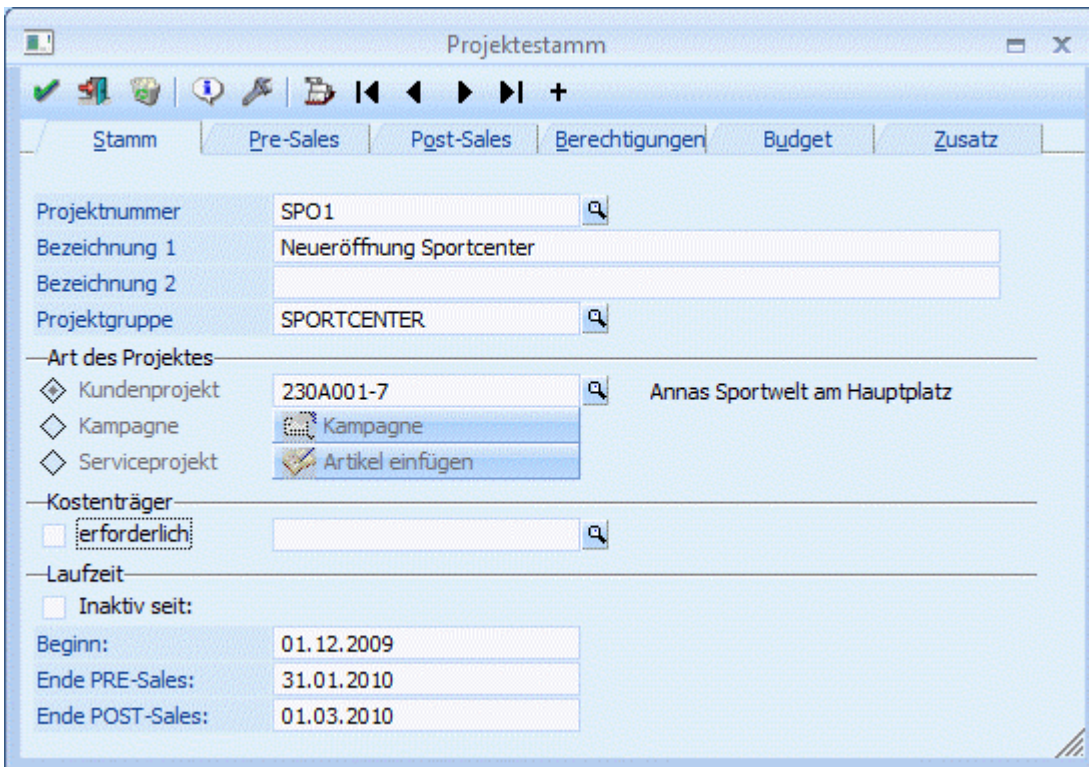 Projektestamm
Stamm Pre-Sales Post-Sales Berechtigungen Budget Zusatz
Projektnummer SPO1
Bezeichnung 1 Neueröffnung Sportcenter
Bezeichnung 2
Projektgruppe SPORTCENTER
Art des Projektes
Kundenprojekt 230A001-7 Annas Sportwelt am Hauptplatz
Kampagne Kampagne
Serviceprojekt Artikel einfügen
Kostenträger
erforderlich
Laufzeit
Inaktiv seit:
Beginn: 01.12.2009
Ende PRE-Sales: 31.01.2010
Ende POST-Sales: 01.03.2010